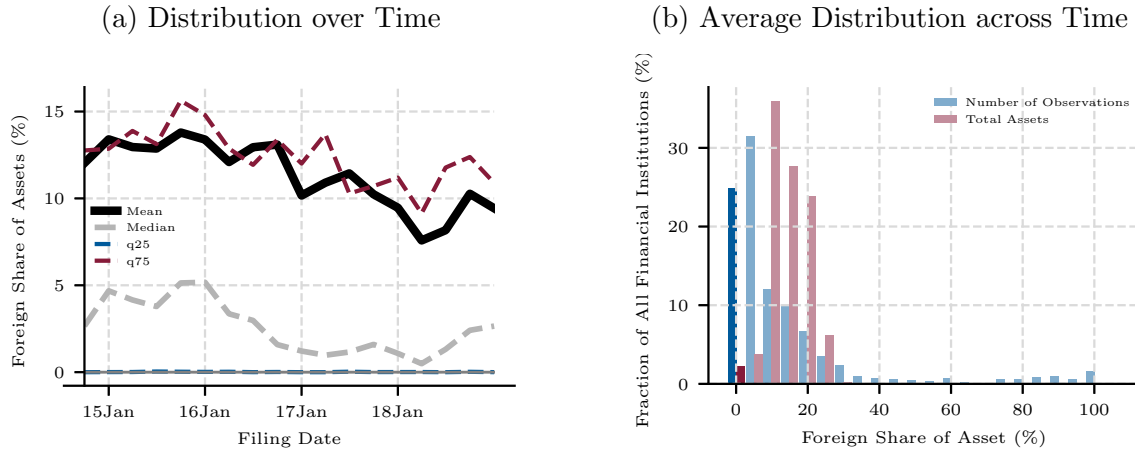 (a) Distribution over Time
Foreign Share of Assets (%)
15
10
5
0
Mean
Median
q25
q75
15Jan
16Jan
17Jan
18Jan
Filing Date
(b) Average Distribution across Time
Fraction of All Financial Institutions (%)
30
20
10
0
Number of Observations
Total Assets
0
20
40
60
80
100
Foreign Share of Asset (%)